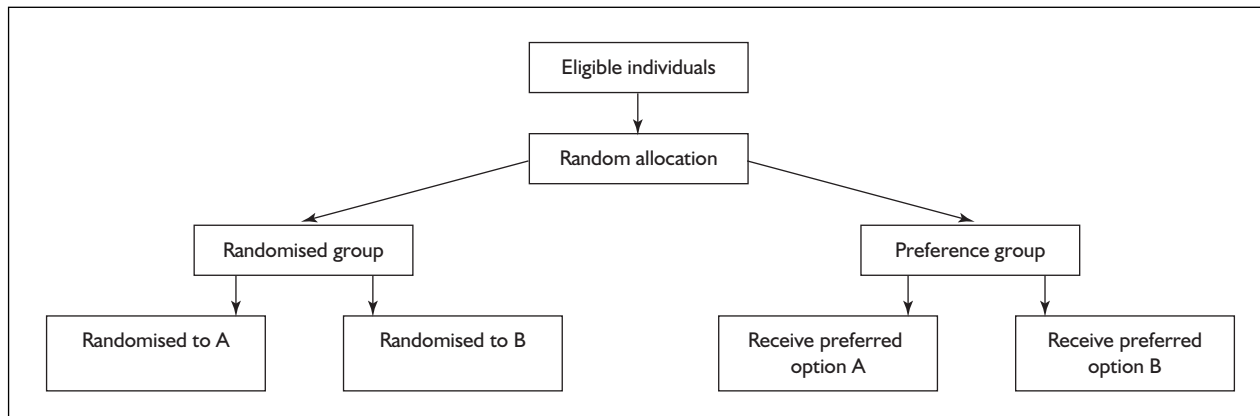 Eligible individuals
Random allocation
Randomised group
Preference group
Randomised to A
Randomised to B
Receive preferred
option A
Receive preferred
option B